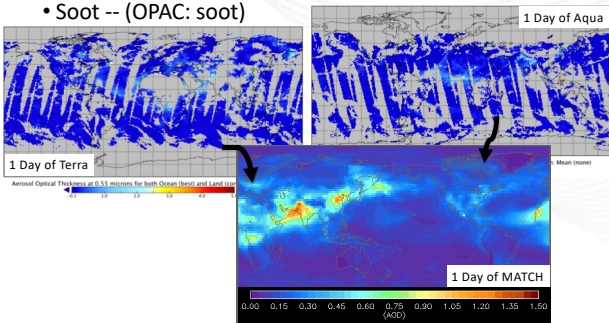 • Soot -- (OPAC: soot)
1 Day of Aqua
1 Day of Terra
: Mean (none)
Aerosol Optical Thickness at 0.55 microns for both Ocean (best) and Land (cor
-0.1 1.0 2.0 3.0 4.0 5.0
1 Day of MATCH
0.00 0.15 0.30 0.45 0.60 0.75 0.90 1.05 1.20 1.35 1.50
(AOD)